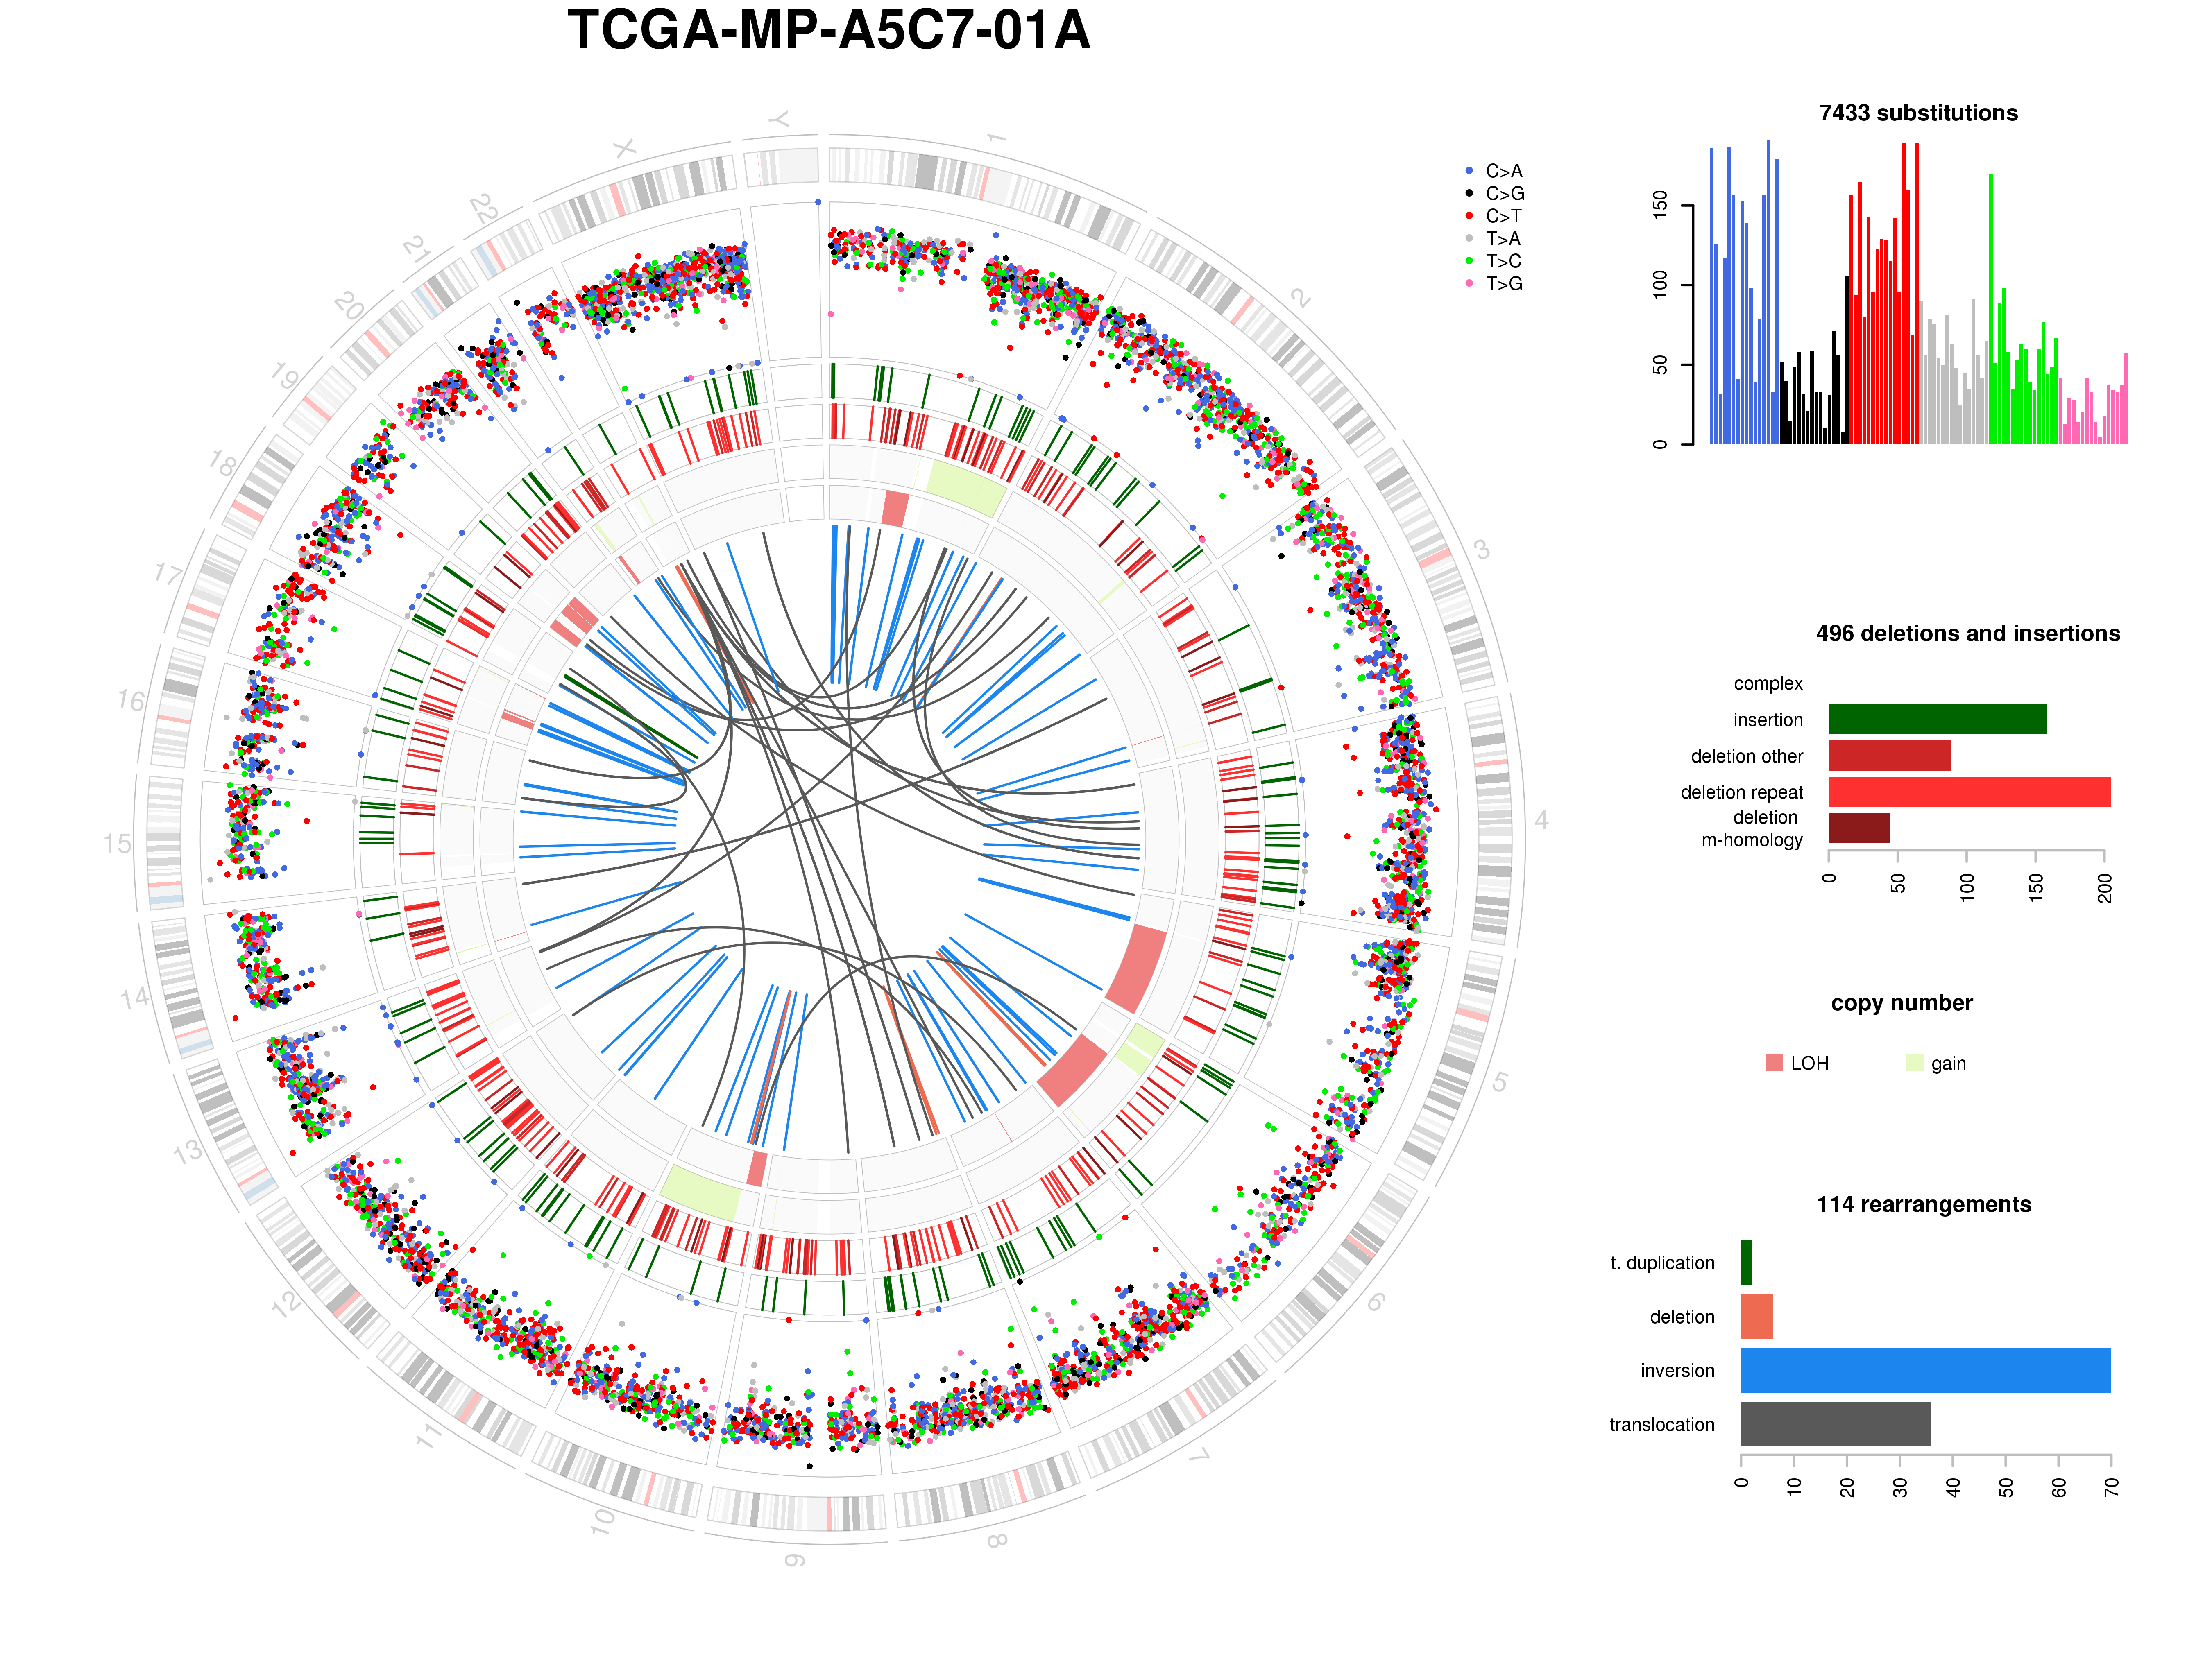 TCGA-MP-A5C7-01A
1
2
3
4
5
6
7
8
9
10
11
12
13
14
15
16
17
18
19
20
21
22
X
Y
C>A
C>G
C>T
T>A
T>C
T>G
7433 substitutions
0
50
100
150
496 deletions and insertions
complex
insertion
deletion other
deletion repeat
deletion
m-homology
0
50
100
150
200
copy number
LOH
gain
114 rearrangements
t. duplication
deletion
inversion
translocation
0
10
20
30
40
50
60
70